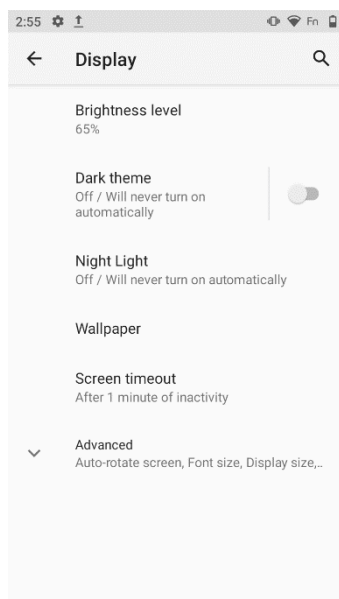 2:55 Fn
Display
Brightness level
65%
Dark theme
Off / Will never turn on
automatically
Night Light
Off / Will never turn on automatically
Wallpaper
Screen timeout
After 1 minute of inactivity
Advanced
Auto-rotate screen, Font size, Display size,..